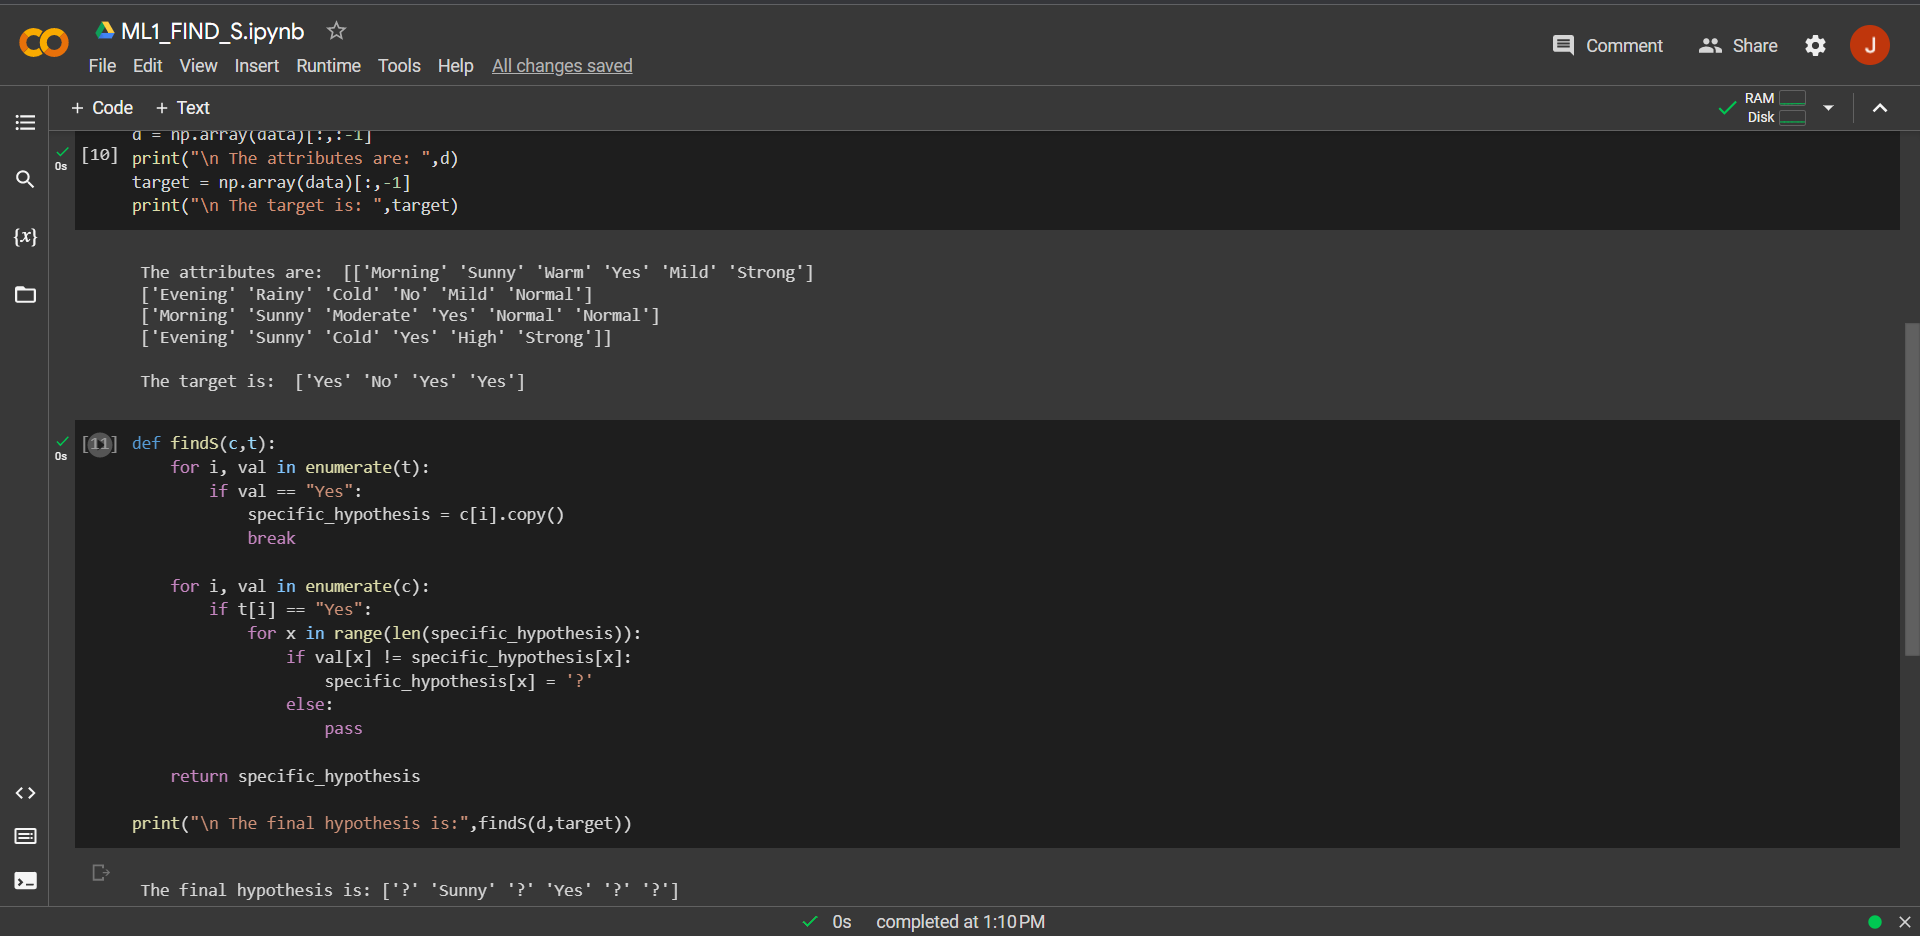 ML1_FIND_S.ipynb
Comment Share J
File Edit View Insert Runtime Tools Help All changes saved
+ Code + Text
RAM
Disk
d = np.array(data)[:,:-1]
[10] print("\n The attributes are: ",d)
0s
target = np.array(data)[:,-1]
print("\n The target is: ",target)
{x}
The attributes are:  [['Morning' 'Sunny' 'Warm' 'Yes' 'Mild' 'Strong']
['Evening' 'Rainy' 'Cold' 'No' 'Mild' 'Normal']
['Morning' 'Sunny' 'Moderate' 'Yes' 'Normal' 'Normal']
['Evening' 'Sunny' 'Cold' 'Yes' 'High' 'Strong']]
The target is:  ['Yes' 'No' 'Yes' 'Yes']
[11] def findS(c,t):
0s
for i, val in enumerate(t):
if val == "Yes":
specific_hypothesis = c[i].copy()
break
for i, val in enumerate(c):
if t[i] == "Yes":
for x in range(len(specific_hypothesis)):
if val[x] != specific_hypothesis[x]:
specific_hypothesis[x] = '?'
else:
pass
return specific_hypothesis
print("\n The final hypothesis is:",findS(d,target))
The final hypothesis is: ['?' 'Sunny' '?' 'Yes' '?' '?']
0s completed at 1:10 PM